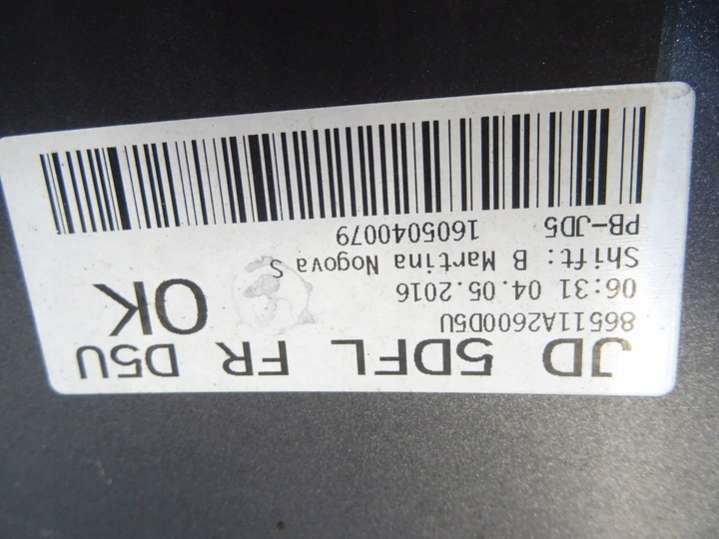 JD 5DFL FR D5U
86511A2600D5U
06:31 04.05.2016 OK
Shift: B Martina Nogova S
PB-JD5 1605040079